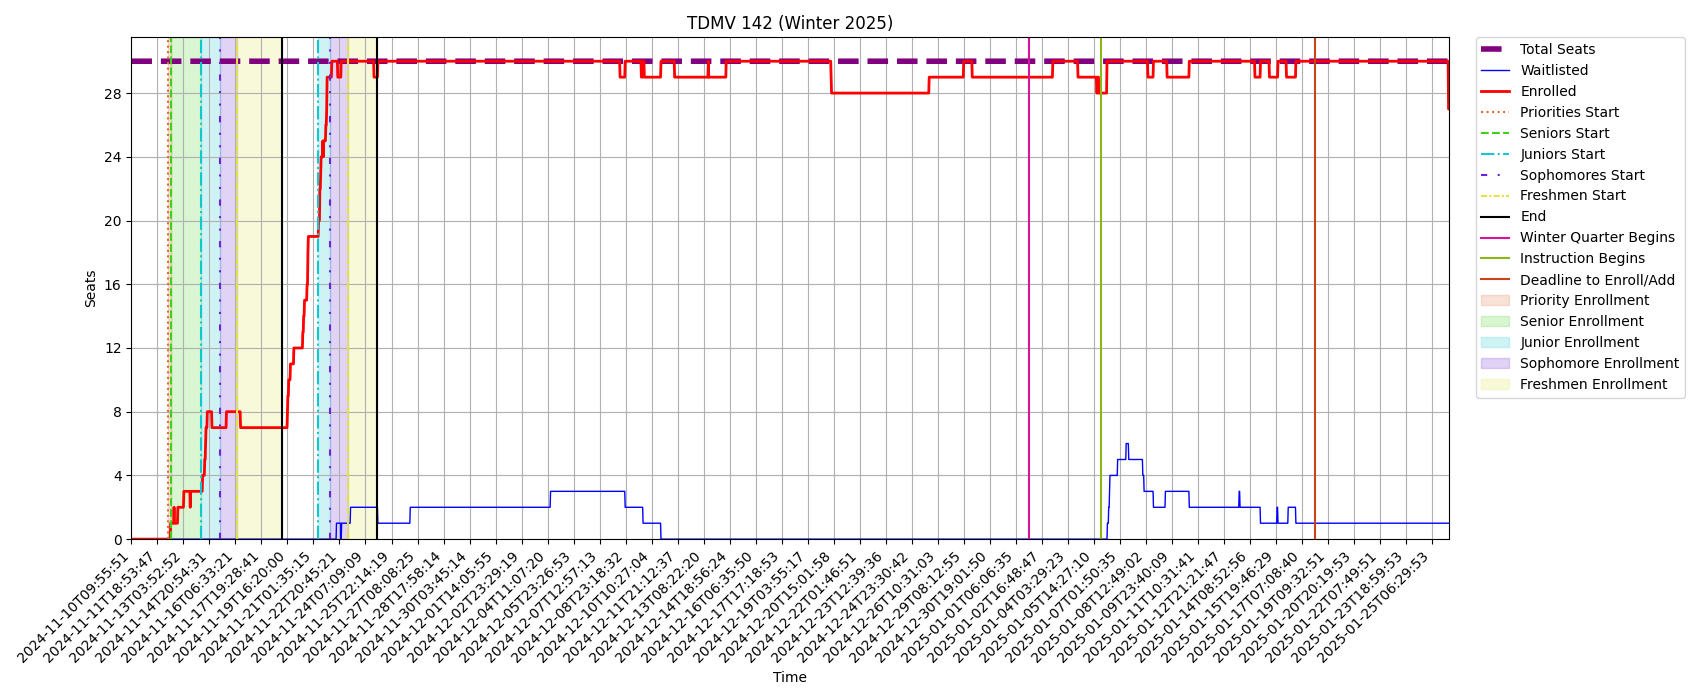 TDMV 142 (Winter 2025)
Seats
28
24
20
16
12
8
4
0
2024-11-10T09:55:51
2024-11-11T18:53:47
2024-11-13T03:52:52
2024-11-14T20:54:31
2024-11-16T06:33:21
2024-11-17T19:28:41
2024-11-19T16:20:00
2024-11-21T01:35:15
2024-11-22T20:45:21
2024-11-24T07:09:09
2024-11-25T22:14:19
2024-11-27T08:08:25
2024-11-28T17:58:14
2024-11-30T03:45:14
2024-12-01T14:05:55
2024-12-02T23:29:19
2024-12-04T11:07:20
2024-12-05T23:26:53
2024-12-07T12:57:13
2024-12-08T23:18:32
2024-12-10T10:27:04
2024-12-11T21:12:37
2024-12-13T08:22:20
2024-12-14T18:56:24
2024-12-16T06:35:50
2024-12-17T17:18:53
2024-12-19T03:55:17
2024-12-20T15:01:58
2024-12-22T01:46:51
2024-12-23T12:39:36
2024-12-24T23:30:42
2024-12-26T10:31:03
2024-12-29T08:12:55
2024-12-30T19:01:50
2025-01-01T06:06:35
2025-01-02T16:48:47
2025-01-04T03:29:23
2025-01-05T14:27:10
2025-01-07T01:50:35
2025-01-08T12:49:02
2025-01-09T23:40:09
2025-01-11T10:31:41
2025-01-12T21:21:47
2025-01-14T08:52:56
2025-01-15T19:46:29
2025-01-17T07:08:40
2025-01-19T09:32:51
2025-01-20T20:19:53
2025-01-22T07:49:51
2025-01-23T18:59:53
2025-01-25T06:29:53
Time
Total Seats
Waitlisted
Enrolled
Priorities Start
Seniors Start
Juniors Start
Sophomores Start
Freshmen Start
End
Winter Quarter Begins
Instruction Begins
Deadline to Enroll/Add
Priority Enrollment
Senior Enrollment
Junior Enrollment
Sophomore Enrollment
Freshmen Enrollment